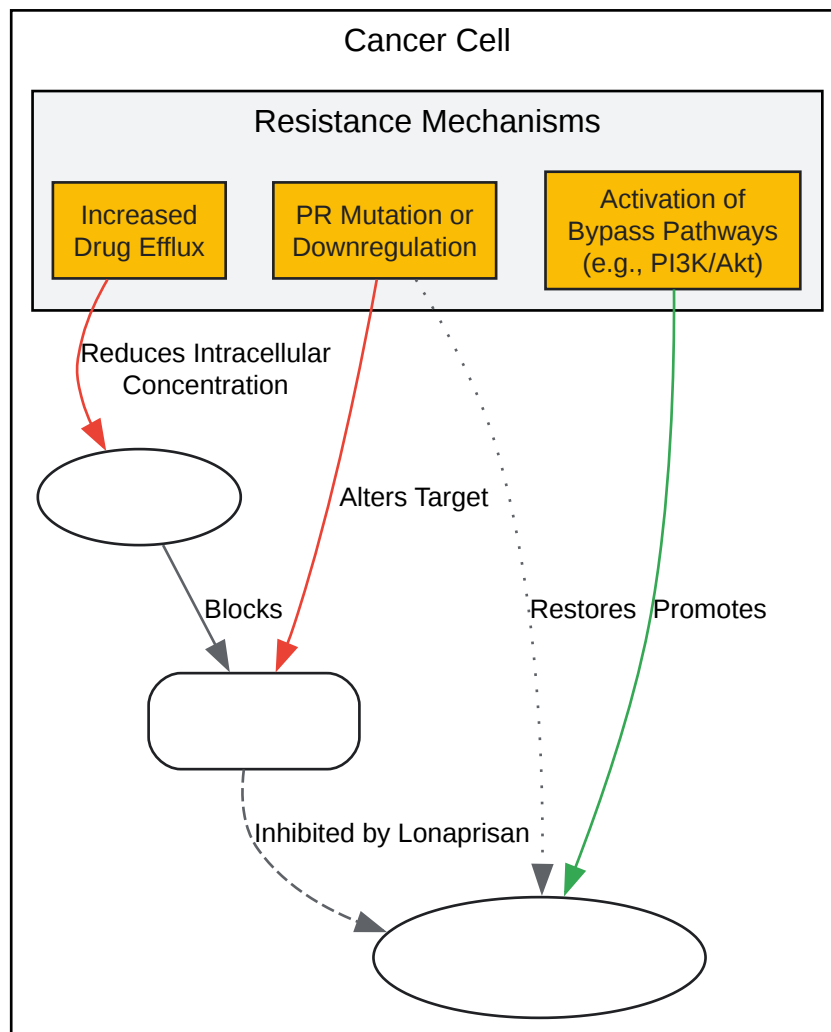 Cancer Cell
Resistance Mechanisms
Increased
Drug Efflux
PR Mutation or
Downregulation
Activation of
Bypass Pathways
(e.g., PI3K/Akt)
Reduces Intracellular
Concentration
Alters Target
Blocks
Restores
Promotes
Inhibited by Lonaprisan